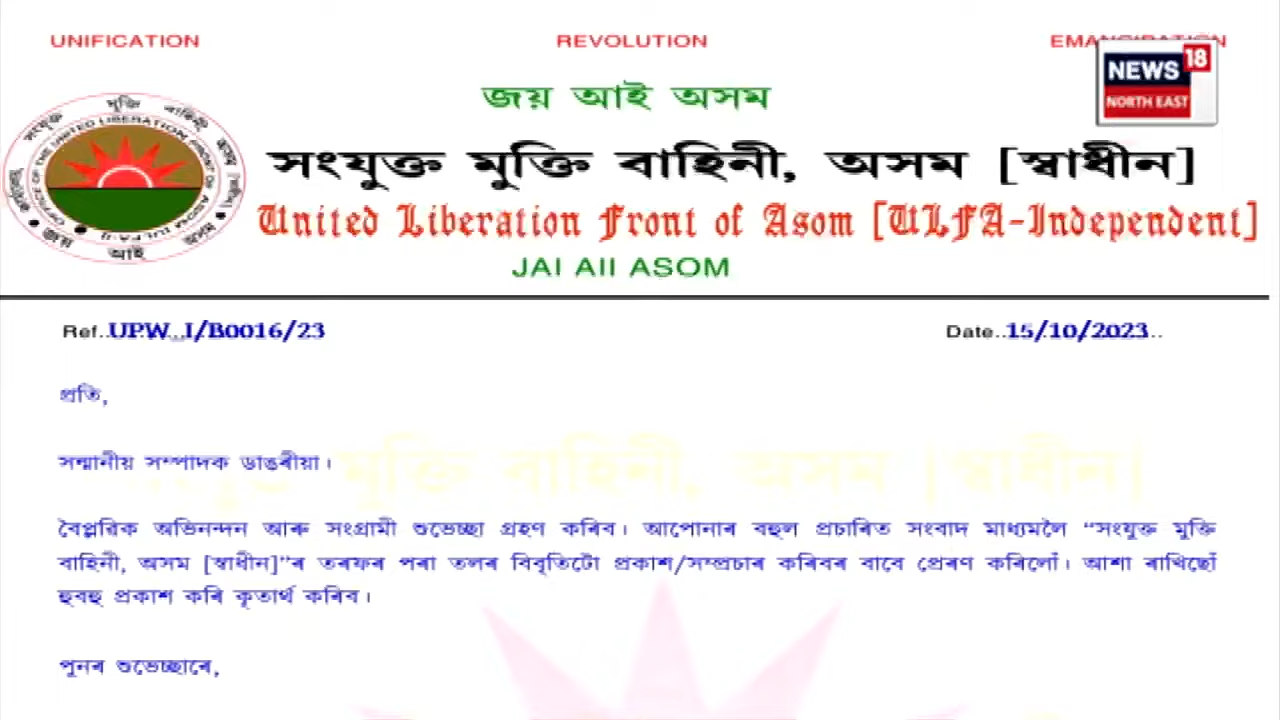 UNIFICATION REVOLUTION EMANCIPATION
NEWS 18
NORTH EAST
জয় আই অসম
সংযুক্ত মুক্তি বাহিনী, অসম [স্বাধীন]
United Liberation Front of Asom [ULFA-Independent]
JAI AII ASOM
Ref..UPW_I/B0016/23 Date..15/10/2023..
প্ৰতি,
সন্মানীয় সম্পাদক ডাঙৰীয়া।
বৈপ্লৱিক অভিনন্দন আৰু সংগ্ৰামী শুভেচ্ছা গ্ৰহণ কৰিব। আপোনাৰ বহুল প্ৰচাৰিত সংবাদ মাধ্যমলৈ “সংযুক্ত মুক্তি
বাহিনী, অসম [স্বাধীন]”ৰ তৰফৰ পৰা তলৰ বিবৃতিটো প্ৰকাশ/সম্প্ৰচাৰ কৰিবৰ বাবে প্ৰেৰণ কৰিলোঁ। আশা ৰাখিছোঁ
হুবহু প্ৰকাশ কৰি কৃতাৰ্থ কৰিব।
পুনৰ শুভেচ্ছাৰে,